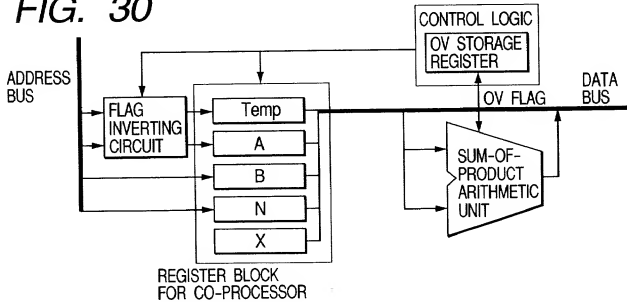 FIG. 30
CONTROL LOGIC
OV STORAGE
REGISTER
ADDRESS
BUS
DATA
BUS
OV FLAG
FLAG
INVERTING
CIRCUIT
Temp
A
B
N
X
SUM-OF-
PRODUCT
ARITHMETIC
UNIT
REGISTER BLOCK
FOR CO-PROCESSOR